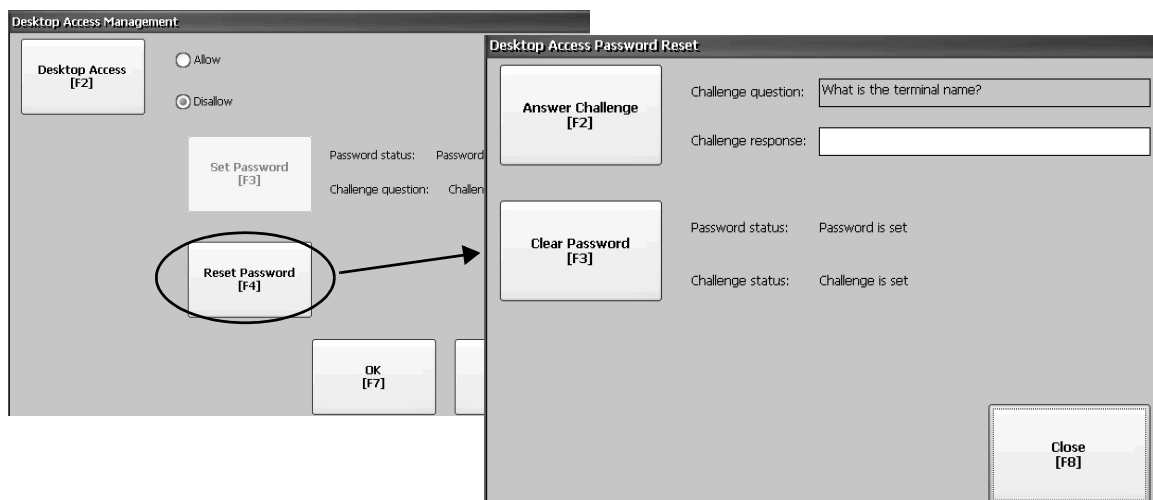 Desktop Access Management
Desktop Access
[F2]
Allow
Disallow
Set Password
[F3]
Password status: Password
Challenge question: Challen
Reset Password
[F4]
OK
[F7]
Desktop Access Password Reset
Answer Challenge
[F2]
Challenge question: What is the terminal name?
Challenge response:
Clear Password
[F3]
Password status: Password is set
Challenge status: Challenge is set
Close
[F8]